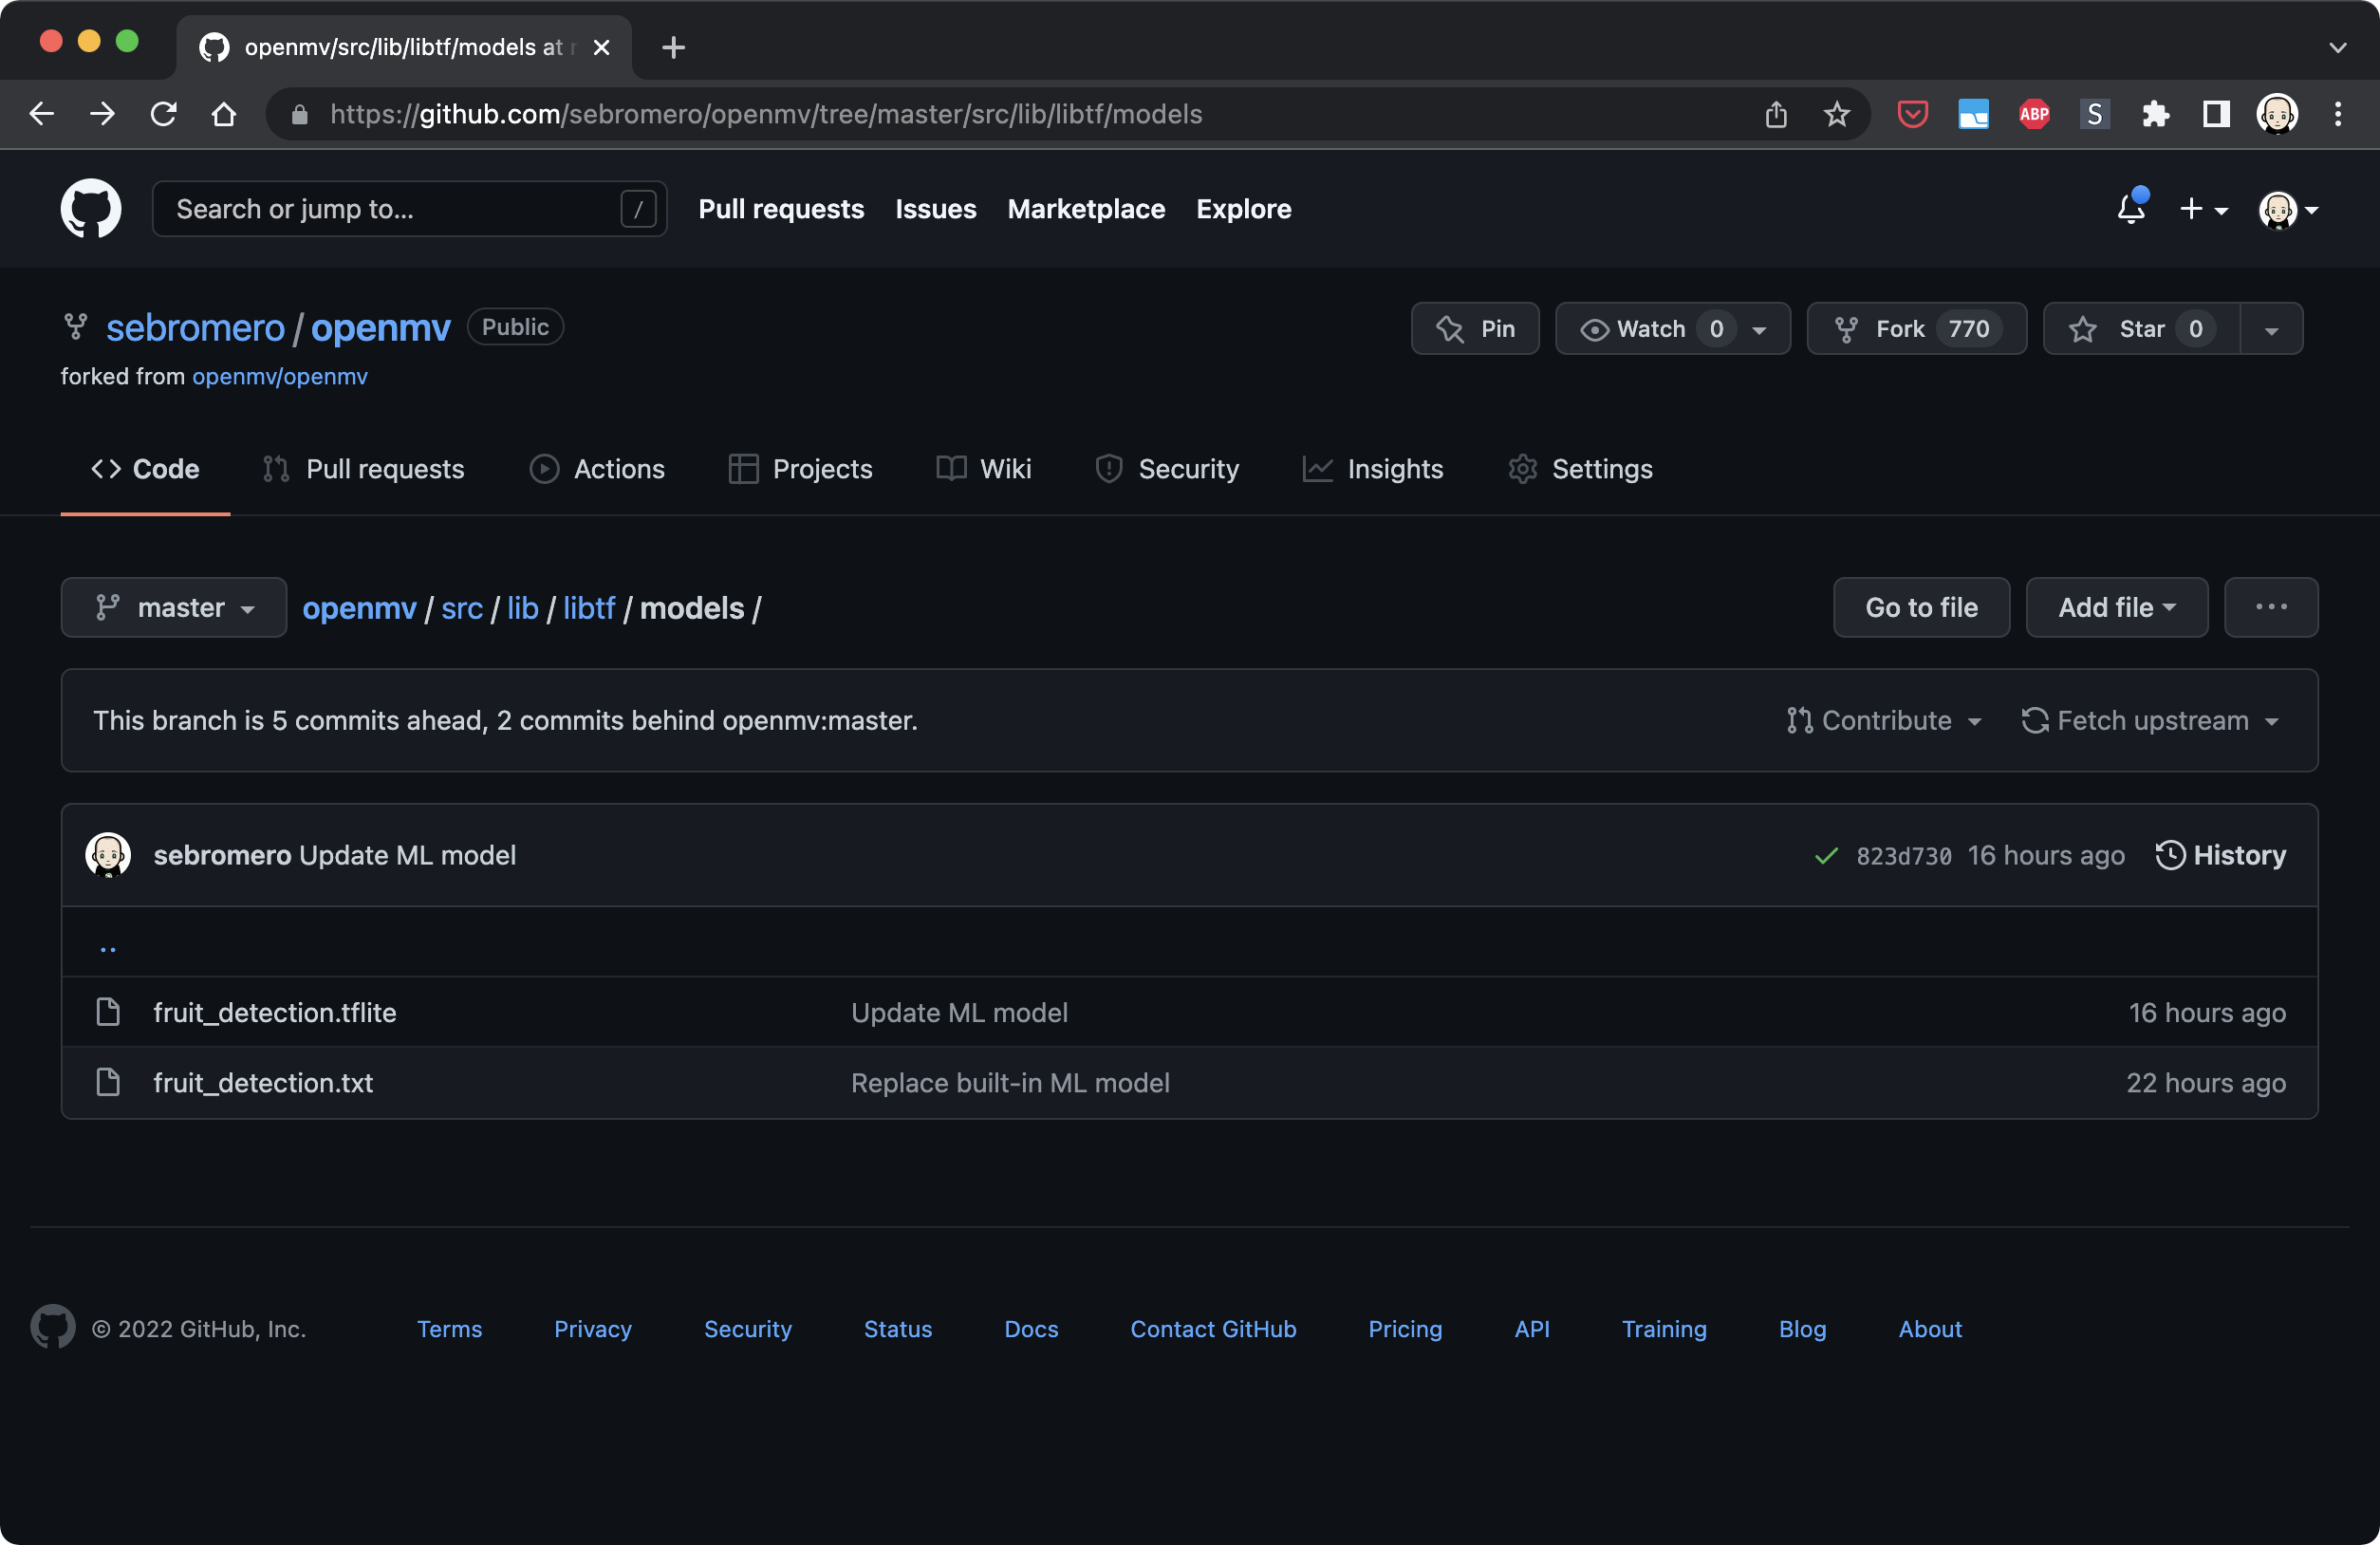 openmv/src/lib/libtf/models at
https://github.com/sebromero/openmv/tree/master/src/lib/libtf/models
ABP
S
Search or jump to... /
Pull requests Issues Marketplace Explore
sebromero / openmv Public
Pin Watch 0 Fork 770 Star 0
forked from openmv/openmv
Code Pull requests Actions Projects Wiki Security Insights Settings
master openmv / src / lib / libtf / models / Go to file Add file ...
This branch is 5 commits ahead, 2 commits behind openmv:master. Contribute Fetch upstream
sebromero Update ML model 823d730 16 hours ago History
..
fruit_detection.tflite Update ML model 16 hours ago
fruit_detection.txt Replace built-in ML model 22 hours ago
© 2022 GitHub, Inc. Terms Privacy Security Status Docs Contact GitHub Pricing API Training Blog About